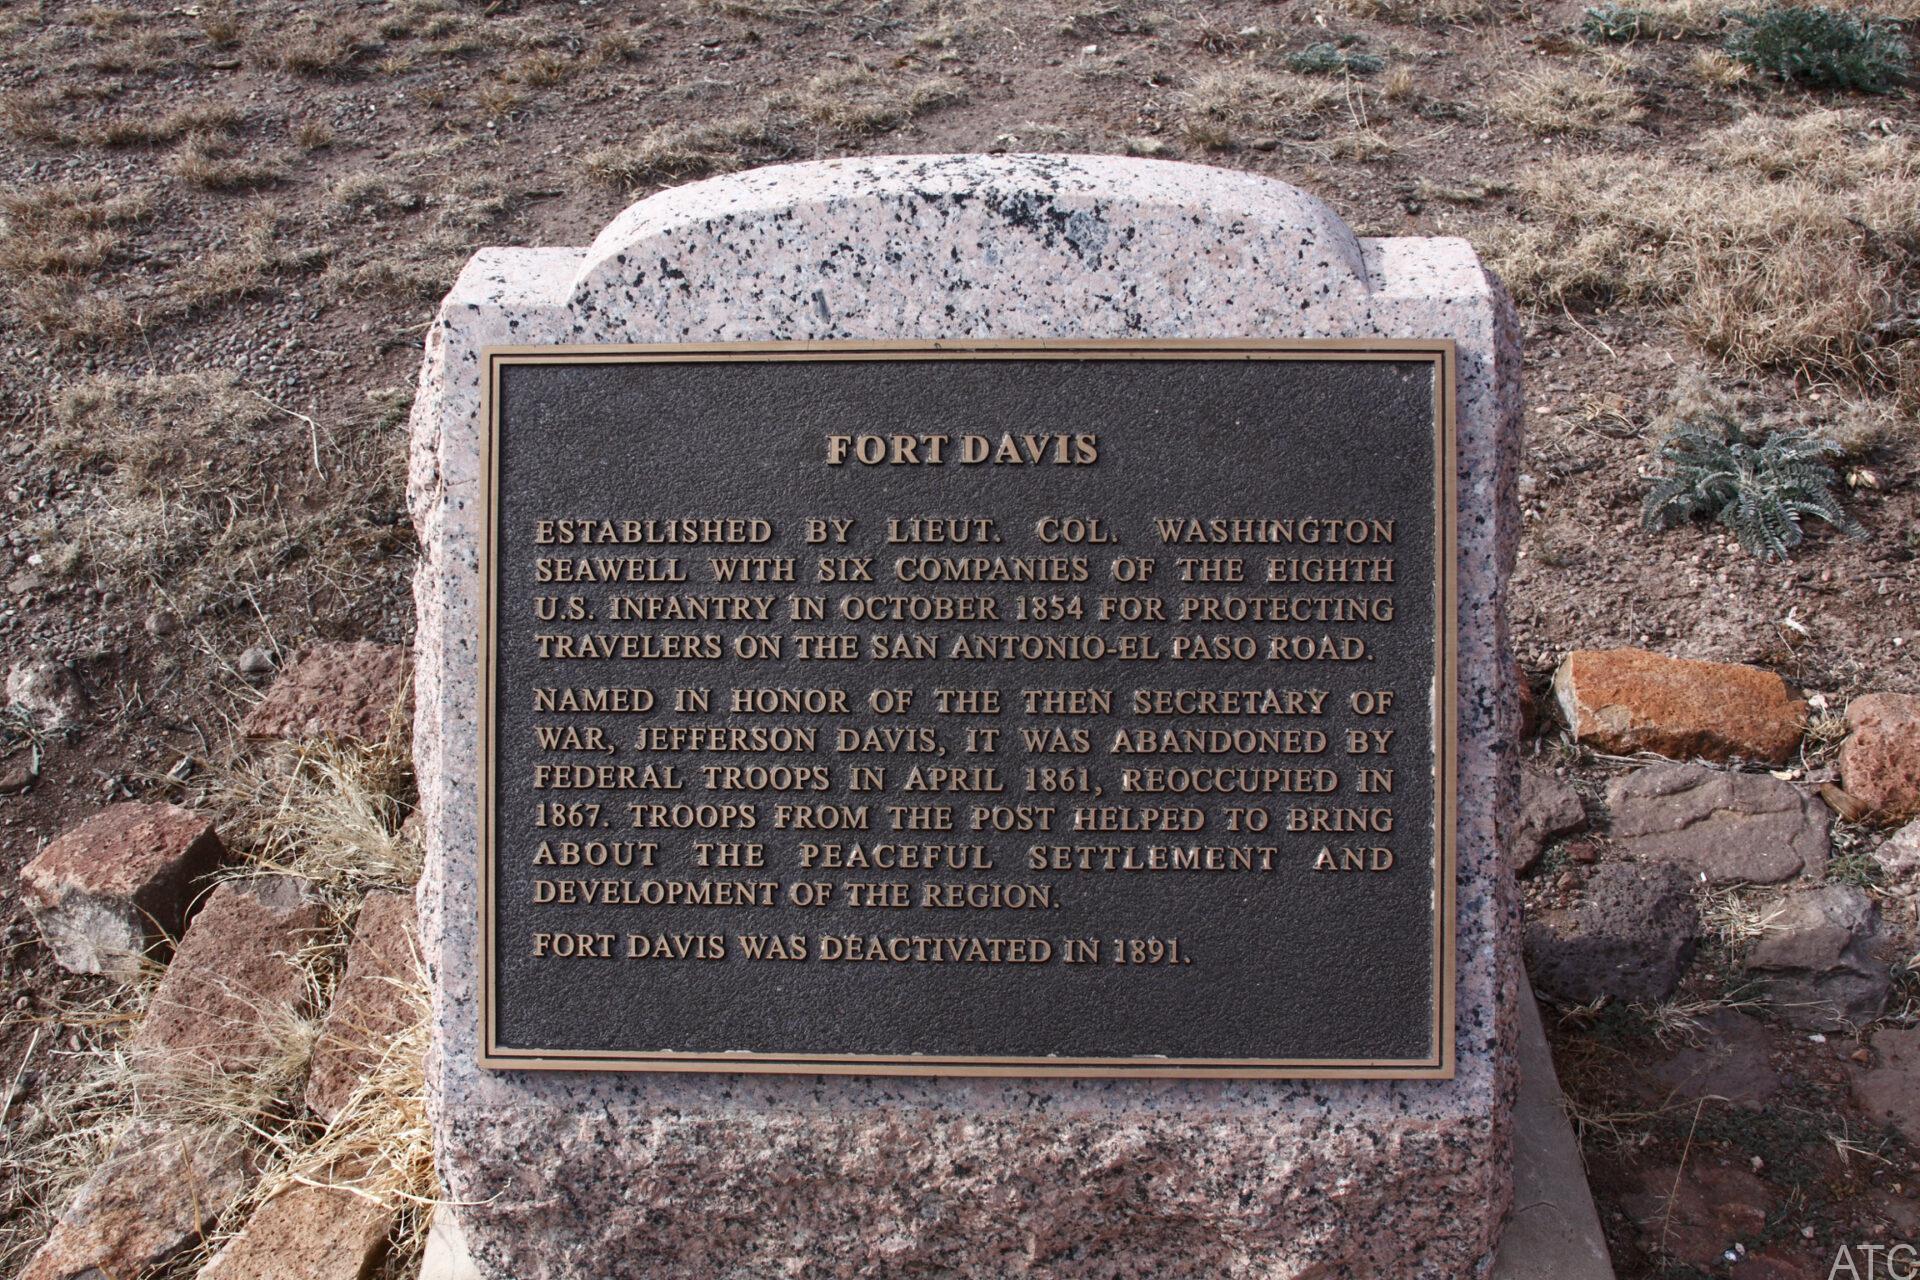 FORT DAVIS
ESTABLISHED BY LIEUT. COL. WASHINGTON
SEAWELL WITH SIX COMPANIES OF THE EIGHTH
U.S. INFANTRY IN OCTOBER 1854 FOR PROTECTING
TRAVELERS ON THE SAN ANTONIO-EL PASO ROAD.
NAMED IN HONOR OF THE THEN SECRETARY OF
WAR, JEFFERSON DAVIS, IT WAS ABANDONED BY
FEDERAL TROOPS IN APRIL 1861, REOCCUPIED IN
1867. TROOPS FROM THE POST HELPED TO BRING
ABOUT THE PEACEFUL SETTLEMENT AND
DEVELOPMENT OF THE REGION.
FORT DAVIS WAS DEACTIVATED IN 1891.
ATC